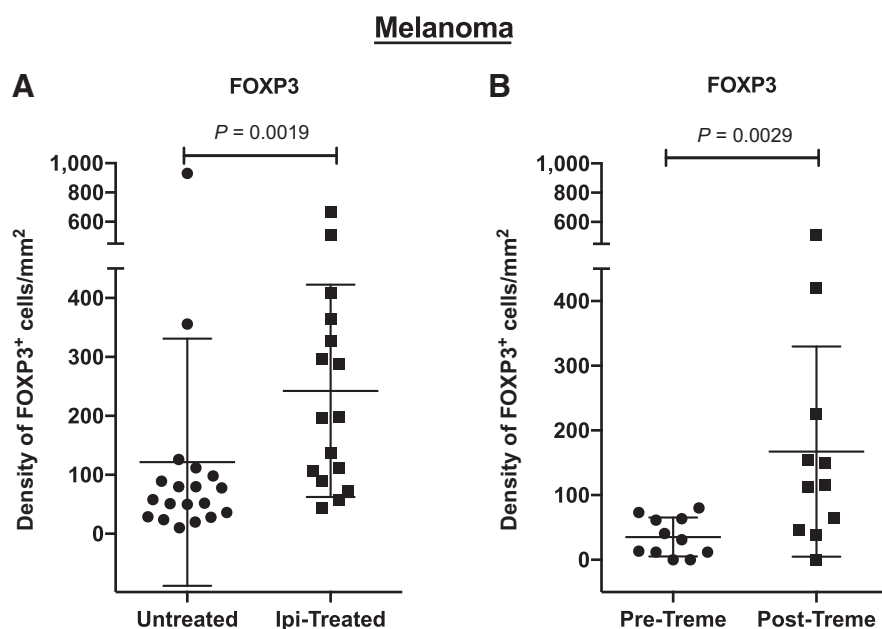 Melanoma
A
FOXP3
P = 0.0019
Density of FOXP3+ cells/mm2
1,000
800
600
400
300
200
100
0
Untreated
Ipi-Treated
B
FOXP3
P = 0.0029
Density of FOXP3+ cells/mm2
1,000
800
600
400
300
200
100
0
Pre-Treme
Post-Treme